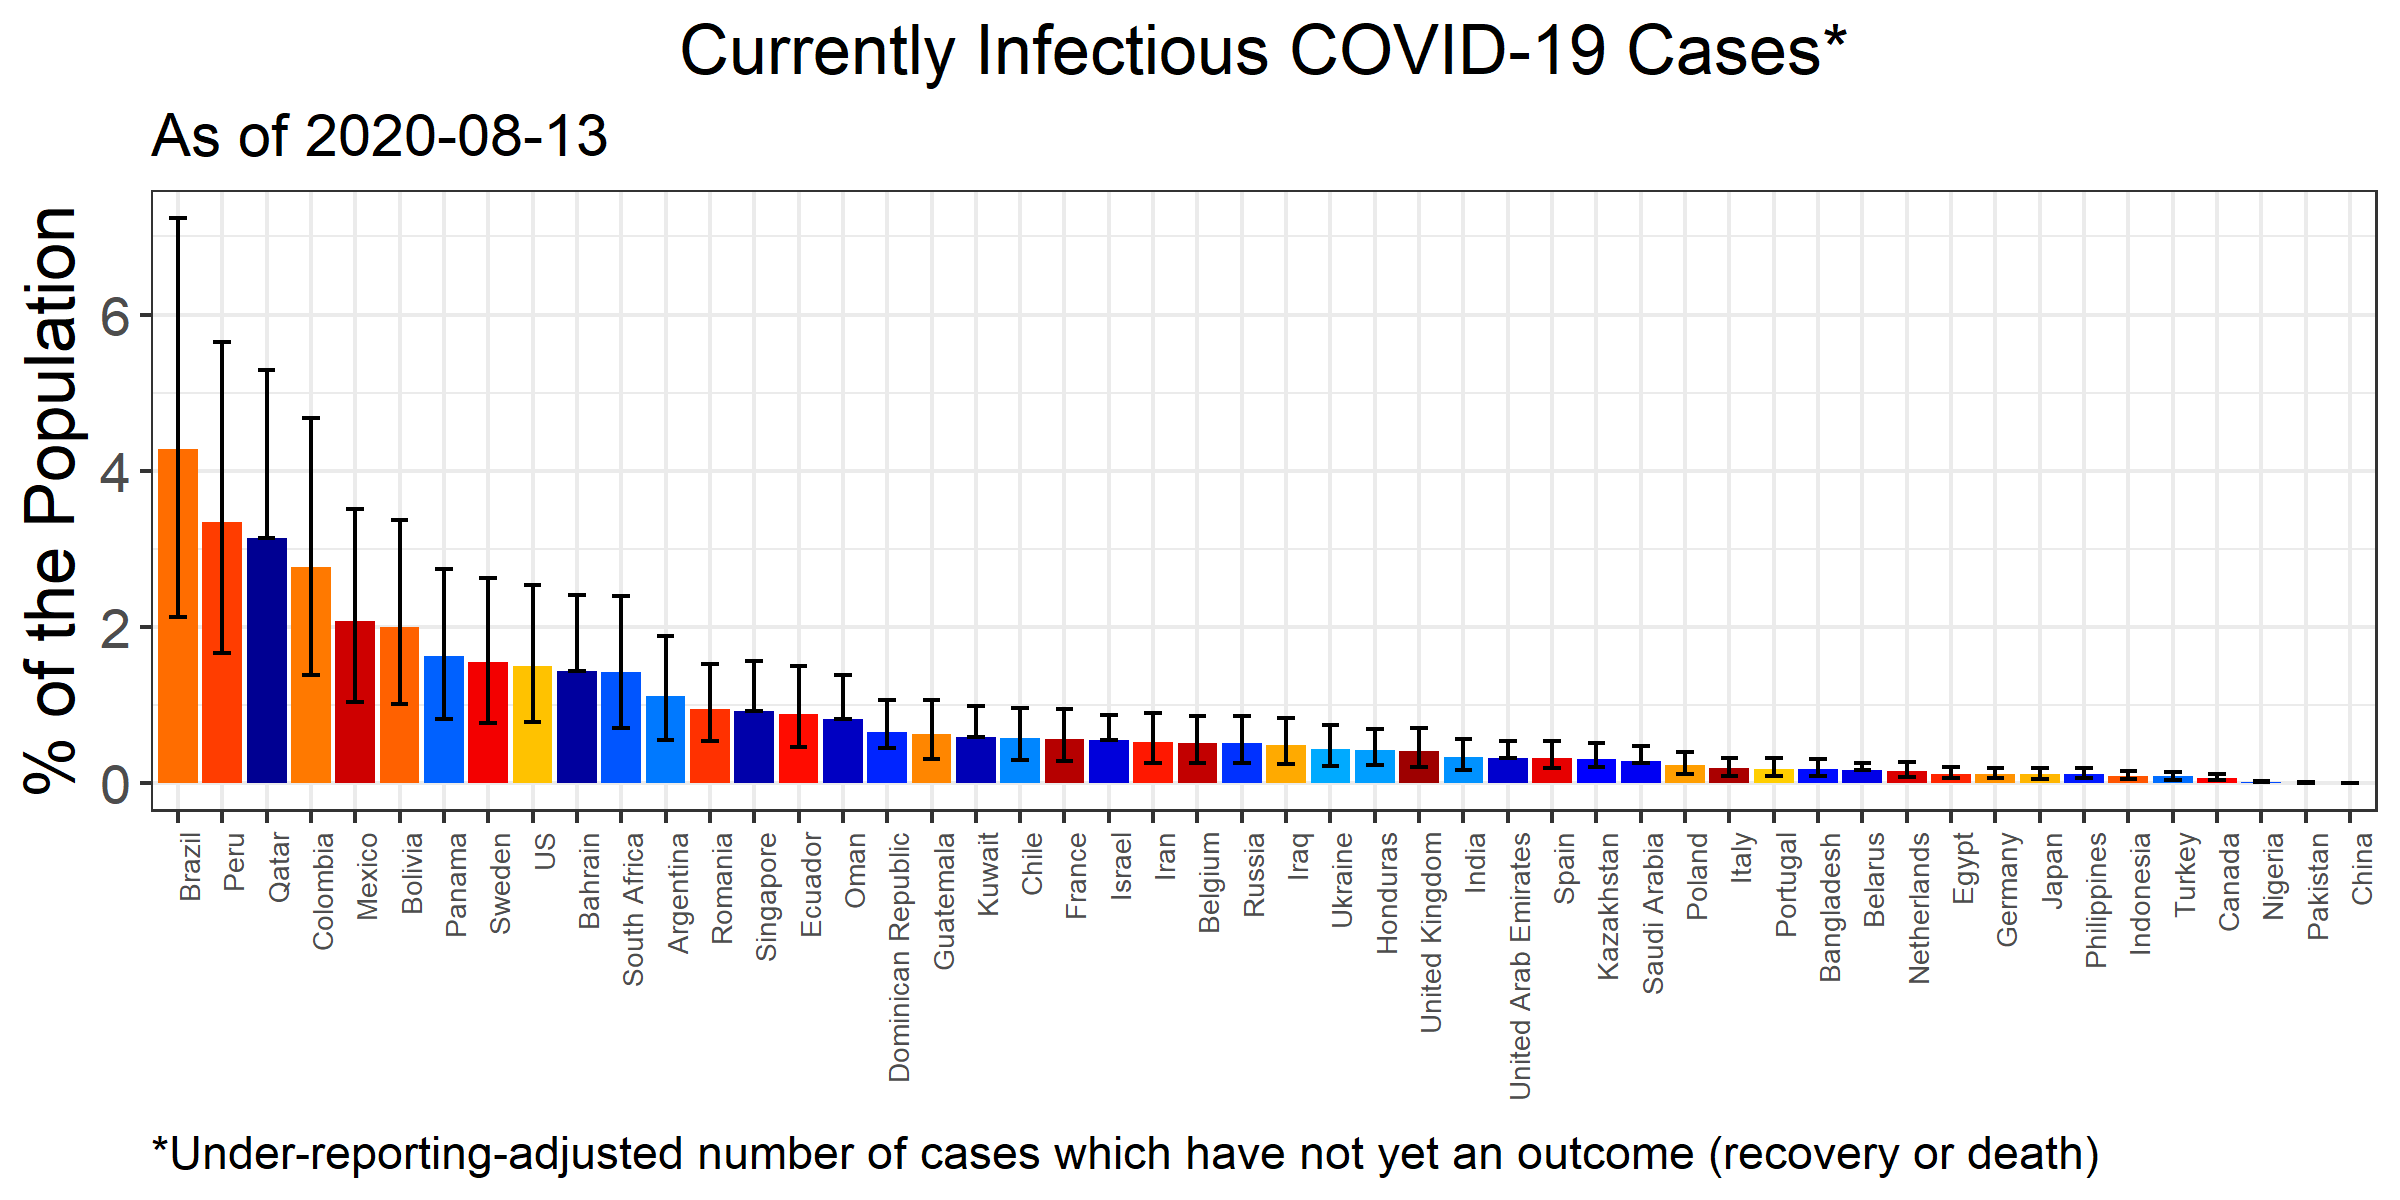 Currently Infectious COVID-19 Cases*
As of 2020-08-13
% of the Population
6
4
2
0
Brazil
Peru
Qatar
Colombia
Mexico
Bolivia
Panama
Sweden
US
Bahrain
South Africa
Argentina
Romania
Singapore
Ecuador
Oman
Dominican Republic
Guatemala
Kuwait
Chile
France
Israel
Iran
Belgium
Russia
Iraq
Ukraine
Honduras
United Kingdom
India
United Arab Emirates
Spain
Kazakhstan
Saudi Arabia
Poland
Italy
Portugal
Bangladesh
Belarus
Netherlands
Egypt
Germany
Japan
Philippines
Indonesia
Turkey
Canada
Nigeria
Pakistan
China
*Under-reporting-adjusted number of cases which have not yet an outcome (recovery or death)